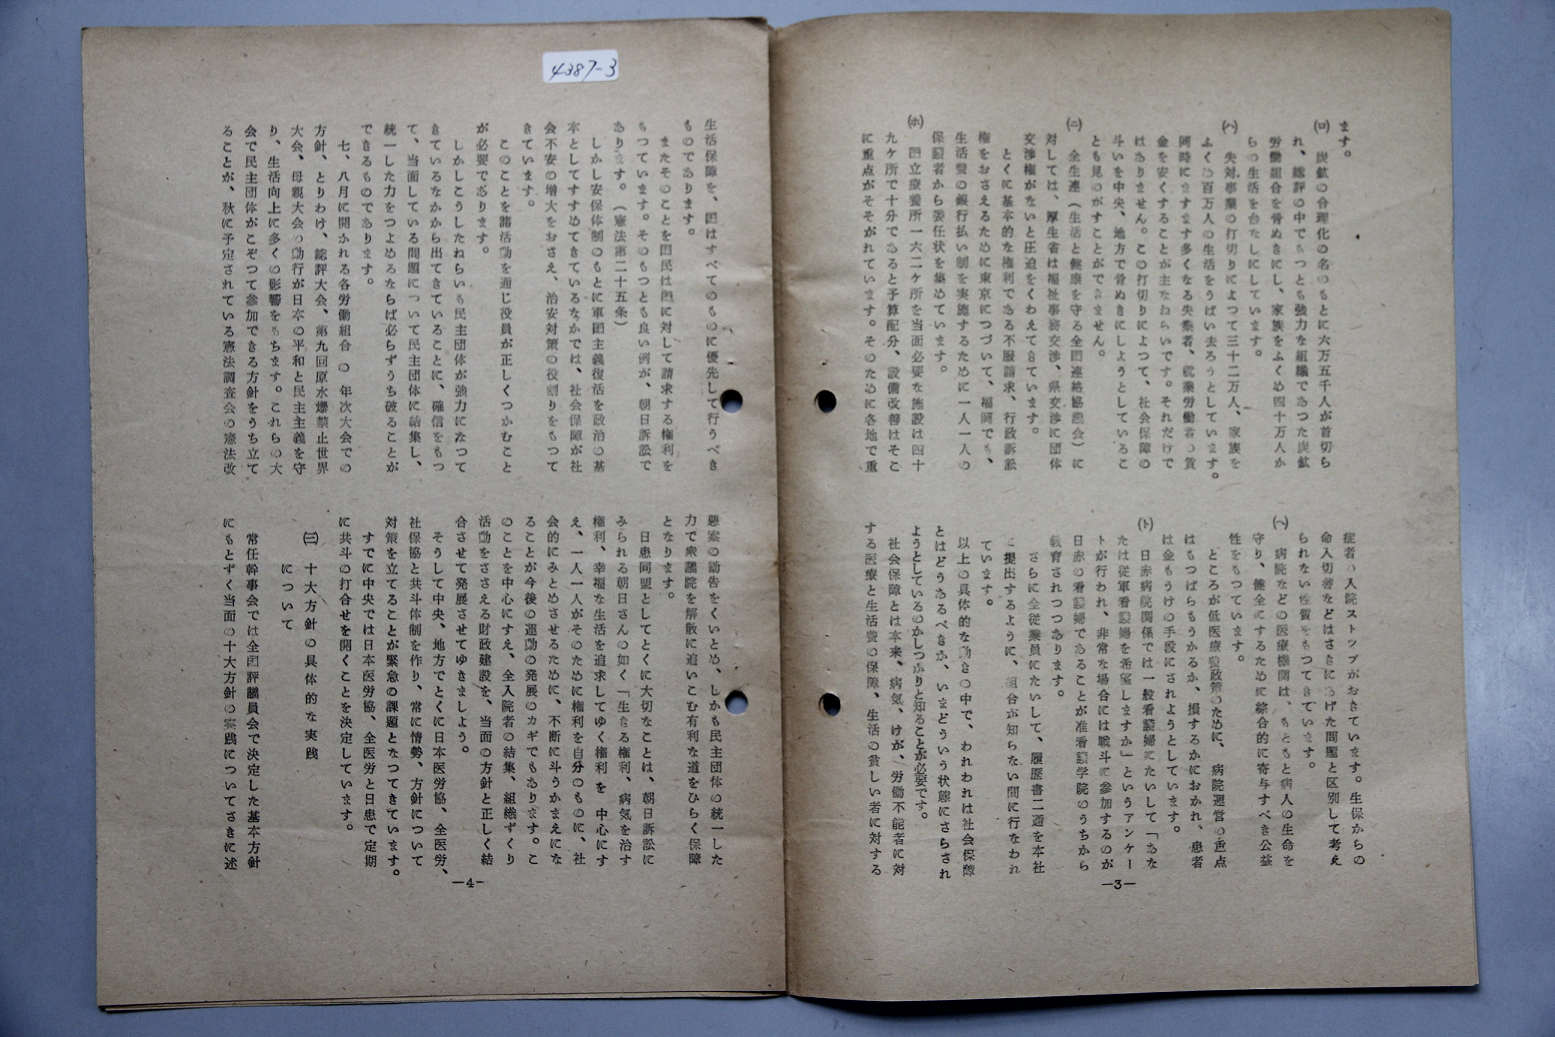 ます。
(ロ) 炭鉱の合理化の名のもとに六万五千人が首切ら
れ、総評の中でもつとも強力な組織であつた炭鉱
労働組合を骨ぬきにし、家族をふくめ四十万人か
らの生活を台なしにしています。
(ハ) 失対事業の打切りによつて三十二万人、家族を
ふくめ百万人の生活をうばい去ろうとしています。
同時にますます多くなる失業者、就業労働者の賃
金を安くすることが主なねらいです。それだけで
はありません。この打切りによつて、社会保障の
斗いを中央、地方で骨ぬきにしようとしているこ
とも見のがすことができません。
(ニ) 全生連(生活と健康を守る全国連絡協議会)に
対しては、厚生省は福祉事務交渉、県交渉に団体
交渉権がないと圧迫をくわえてきています。
とくに基本的な権利である不服請求、行政訴訟
権をおさえるために東京につづいて、福岡でも、
生活費の銀行払い制を実施するために一人一人の
保護者から委任状を集めています。
(ホ) 国立療養所一六二ケ所を当面必要な施設は四十
九ケ所で十分であると予算配分、設備改善はそこ
に重点がそそがれています。そのために各地で重
症者の入院ストップがおきています。生保からの
命入切者などはさきにあげた問題と区別して考え
られない性質をもつてきています。
(ヘ) 病院などの医療機関は、もともと病人の生命を
守り、健全にするために綜合的に寄与すべき公益
性をもつています。
ところが低医療費政策のために、病院運営の重点
はもつぱらもうかるか、損するかにおかれ、患者
は金もうけの手段にされようとしています。
(ト) 日赤病院関係では一般看護婦にたいして「あな
たは従軍看護婦を希望しますか」というアンケー
トが行われ、非常な場合には戦斗に参加するのが
日赤の看護婦であることが准看護学院のうちから
教育されつつあります。
さらに全従業員にたいして、履歴書二通を本社
に提出するように、組合が知らない間に行なわれ
ています。
以上の具体的な動きの中で、われわれは社会保障
とはどうあるべきか、いまどういう状態にさらされ
ようとしているのかしつかりと知ることが必要です。
社会保障とは本来、病気、けが、労働不能者に対
する医療と生活費の保障、生活の貧しい者に対する
—3—
4387-3
生活保障を、国はすべてのものに優先して行うべき
ものであります。
またそのことを国民は国に対して請求する権利を
もつています。そのもつとも良い例が、朝日訴訟で
あります。(憲法第二十五条)
しかし安保体制のもとに軍国主義復活を政治の基
本としてすすめてきているなかでは、社会保障が社
会不安の増大をおさえ、治安対策の役割りをもつて
きています。
このことを諸活動を通じ役員が正しくつかむこと
が必要であります。
しかしこうしたねらいも民主団体が強力になつて
きているなかから出てきていることに、確信をもつ
て、当面している問題について民主団体に結集し、
統一した力をつよめるならば必らずうち破ることが
できるものであります。
七、八月に開かれる各労働組合の年次大会での
方針、とりわけ、総評大会、第九回原水爆禁止世界
大会、母親大会の動行が日本の平和と民主主義を守
り、生活向上に多くの影響をもちます。これらの大
会で民主団体がこぞつて参加できる方針をうち立て
ることが、秋に予定されている憲法調査会の憲法改
悪案の勧告をくいとめ、しかも民主団体の統一した
力で衆議院を解散に追いこむ有利な道をひらく保障
となります。
日患同盟としてとくに大切なことは、朝日訴訟に
みられる朝日さんの如く「生きる権利、病気を治す
権利、幸福な生活を追求してゆく権利を中心にす
え、一人一人がそのために権利を自分のものに、社
会的にみとめさせるために、不断に斗うかまえにな
ることが今後の運動の発展のカギでもあります。こ
のことを中心にすえ、全入院者の結集、組織ずくり
活動をささえる財政建設を、当面の方針と正しく結
合させて発展させてゆきましよう。
そうして中央、地方でとくに日本医労協、全医労、
社保協と共斗体制を作り、常に情勢、方針について
対策を立てることが緊急の課題となつてきています。
すでに中央では日本医労協、全医労と日患で定期
に共斗の打合せを開くことを決定しています。
(三) 十大方針の具体的な実践
について
常任幹事会では全国評議員会で決定した基本方針
にもとずく当面の十大方針の実践についてさきに述
—4—